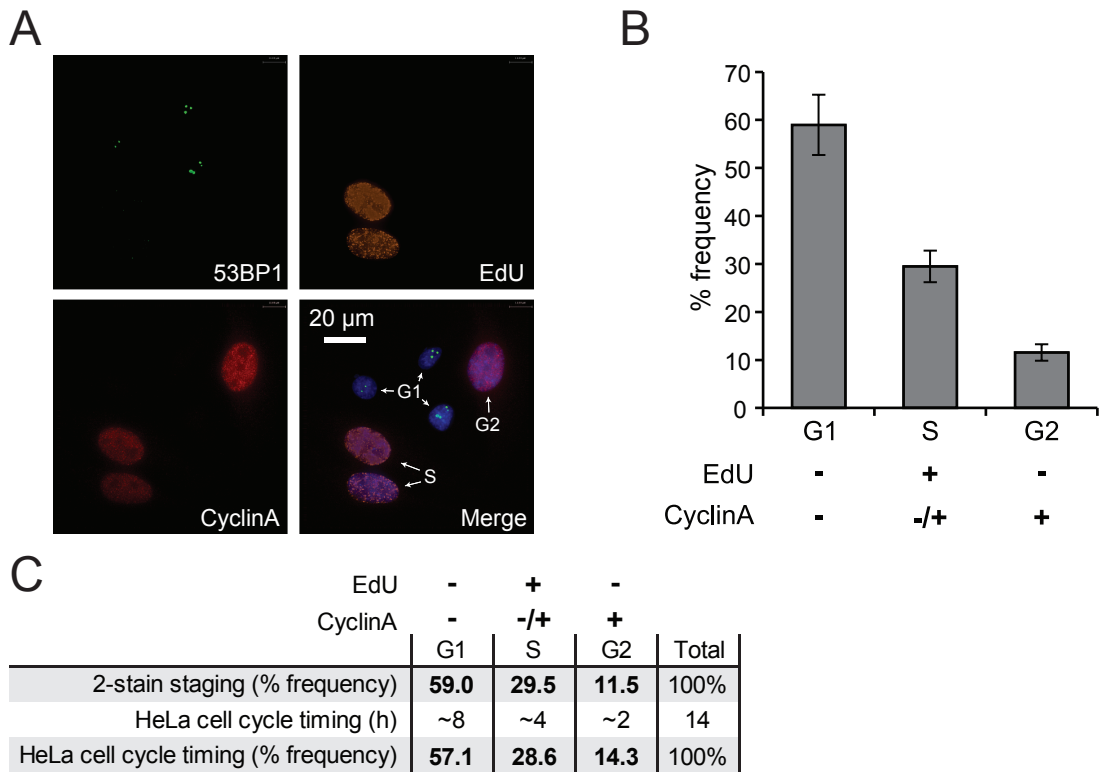 A
53BP1
EdU
CyclinA
20 µm
G1
G2
S
Merge
B
% frequency
70
60
50
40
30
20
10
0
G1 S G2
EdU - + -
CyclinA - -/+ +
C
EdU - + -
CyclinA - -/+ +
G1 S G2 Total
2-stain staging (% frequency) 59.0 29.5 11.5 100%
HeLa cell cycle timing (h) ~8 ~4 ~2 14
HeLa cell cycle timing (% frequency) 57.1 28.6 14.3 100%